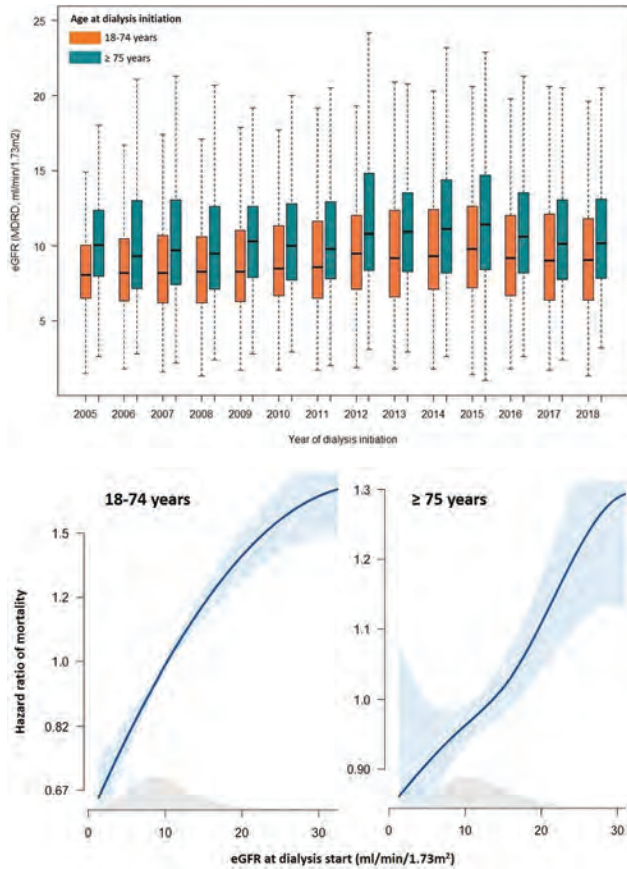 Age at dialysis initiation
18-74 years
≥ 75 years
25
20
15
10
5
eGFR (MDRD, ml/min/1.73m2)
2005 2006 2007 2008 2009 2010 2011 2012 2013 2014 2015 2016 2017 2018
Year of dialysis initiation
18-74 years
1.5
1.2
1.0
0.82
0.67
Hazard ratio of mortality
0 10 20 30
≥ 75 years
1.3
1.2
1.1
1.0
0.90
0 10 20 30
eGFR at dialysis start (ml/min/1.73m²)